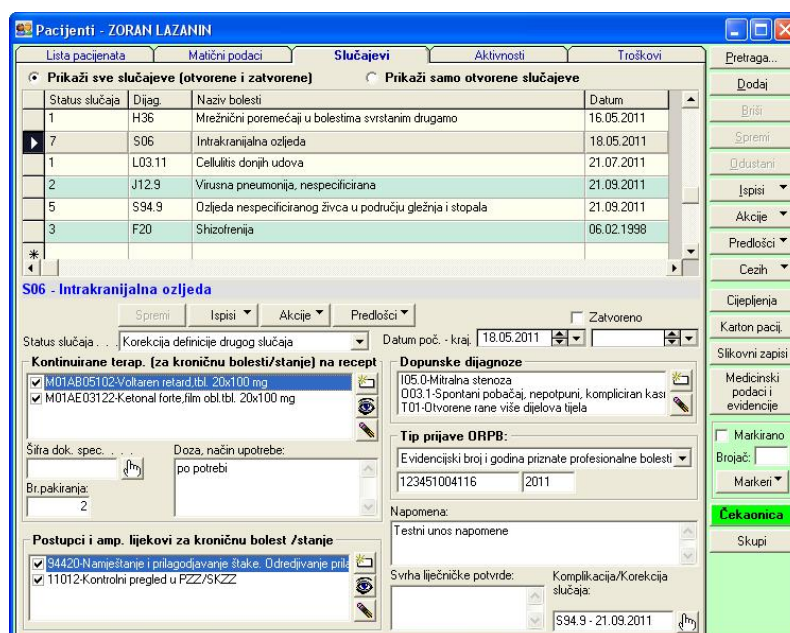 Pacijenti - ZORAN LAZANIN
Lista pacijenata Matični podaci Slučajevi Aktivnosti Troškovi
Prikaži sve slučajeve (otvorene i zatvorene) Prikaži samo otvorene slučajeve
Status slučaja Dijag. Naziv bolesti Datum
1 H36 Mrežnični poremećaji u bolestima svrstanim drugamo 16.05.2011
7 S06 Intrakranijalna ozljeda 18.05.2011
1 L03.11 Cellulitis donjih udova 21.07.2011
2 J12.9 Virusna pneumonija, nespecificirana 21.09.2011
5 S94.9 Ozljeda nespecificiranog živca u području gležnja i stopala 21.09.2011
3 F20 Shizofrenija 06.02.1998
S06 - Intrakranijalna ozljeda
Spremi Ispisi Akcije Predlošci
Zatvoreno
Status slučaja . . . Korekcija definicije drugog slučaja Datum poč. - kraj. 18.05.2011
Kontinuirane terap. (za kroničnu bolesti/stanje) na recept
M01AB05102-Voltaren retard,tbl. 20x100 mg
M01AE03122-Ketonal forte,film obl.tbl. 20x100 mg
Šifra dok. spec. . . . . Doza, način upotrebe:
po potrebi
Br.pakiranja:
2
Postupci i amp. lijekovi za kroničnu bolest /stanje
94420-Namještanje i prilagodjavanje štake. Odredjivanje
11012-Kontrolni pregled u PZZ/SKZZ
Dopunske dijagnoze
I05.0-Mitralna stenoza
O03.1-Spontani pobačaj, nepotpuni, kompliciran
T01-Otvorene rane više dijelova tijela
Tip prijave ORPB:
Evidencijski broj i godina priznate profesionalne bolesti
123451004116 2011
Napomena:
Testni unos napomene
Svrha liječničke potvrde: Komplikacija/Korekcija
slučaja:
S94.9 - 21.09.2011
Pretraga...
Dodaj
Briši
Spremi
Odustani
Ispisi
Akcije
Predlošci
Cezih
Cijepljenja
Karton pacij.
Slikovni zapisi
Medicinski
podaci i
evidencije
Markirano
Brojač:
Markeri
Čekaonica
Skupi